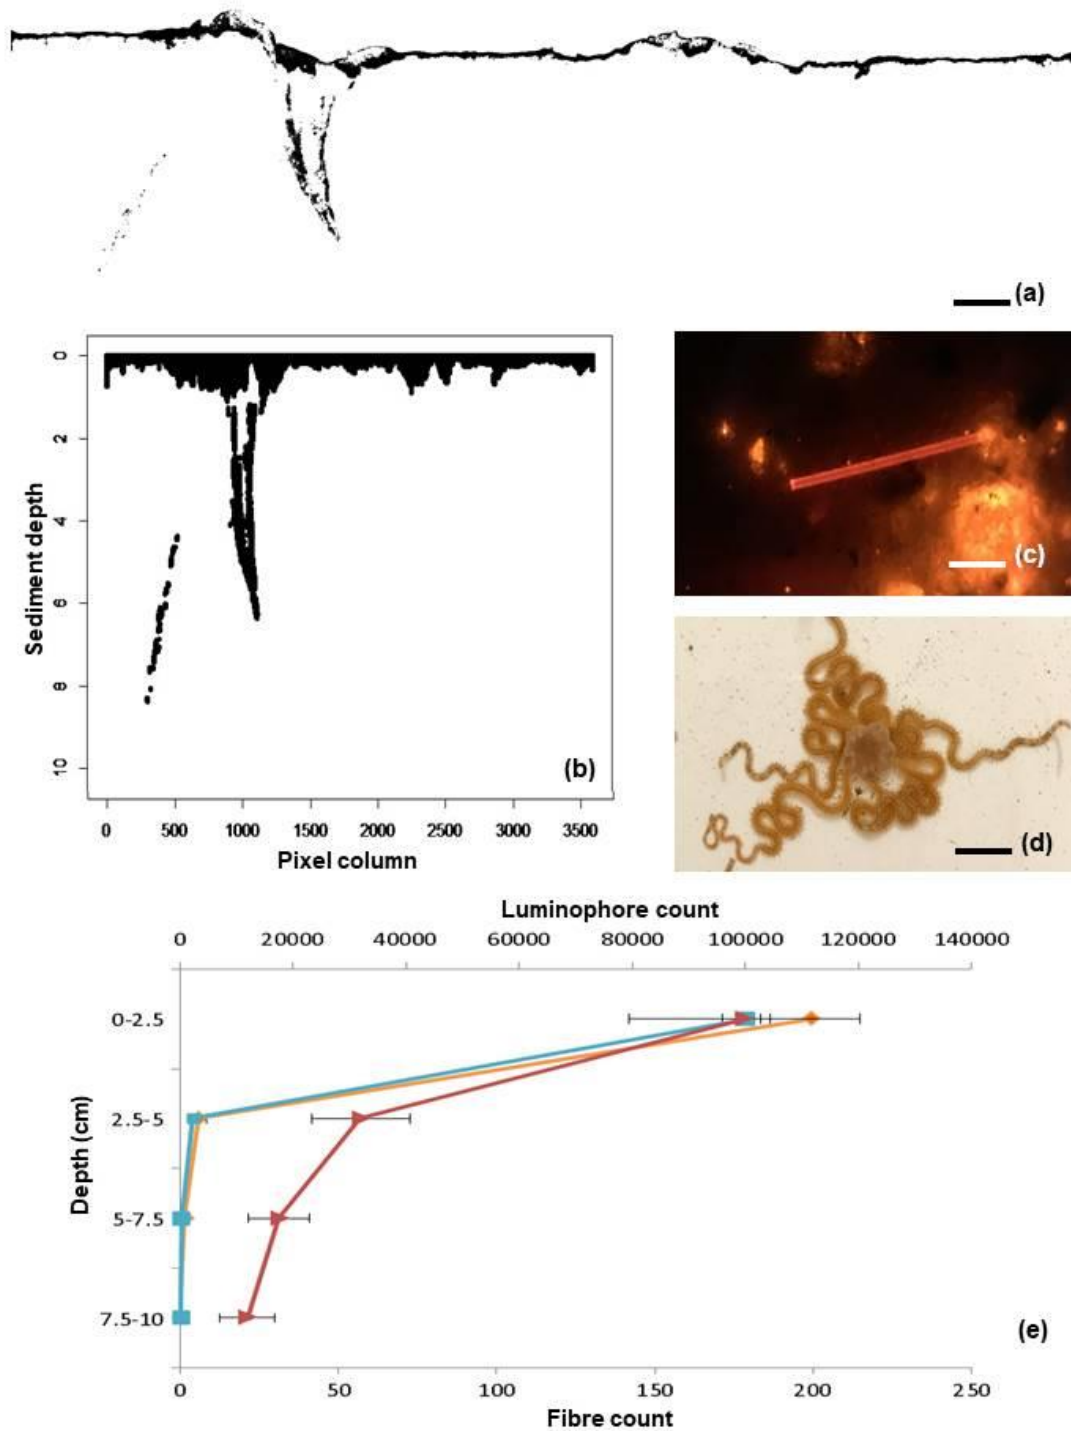 (a)
0
2
4
6
8
10
Sediment depth
(b)
0 500 1000 1500 2000 2500 3000 3500
Pixel column
(c)
(d)
Luminophore count
0 20000 40000 60000 80000 100000 120000 140000
0-2.5
2.5-5
5-7.5
7.5-10
Depth (cm)
(e)
0 50 100 150 200 250
Fibre count